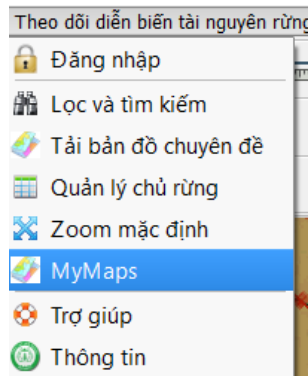 Theo dõi diễn biến tài nguyên rừng
Đăng nhập
Lọc và tìm kiếm
Tải bản đồ chuyên đề
Quản lý chủ rừng
Zoom mặc định
MyMaps
Trợ giúp
Thông tin